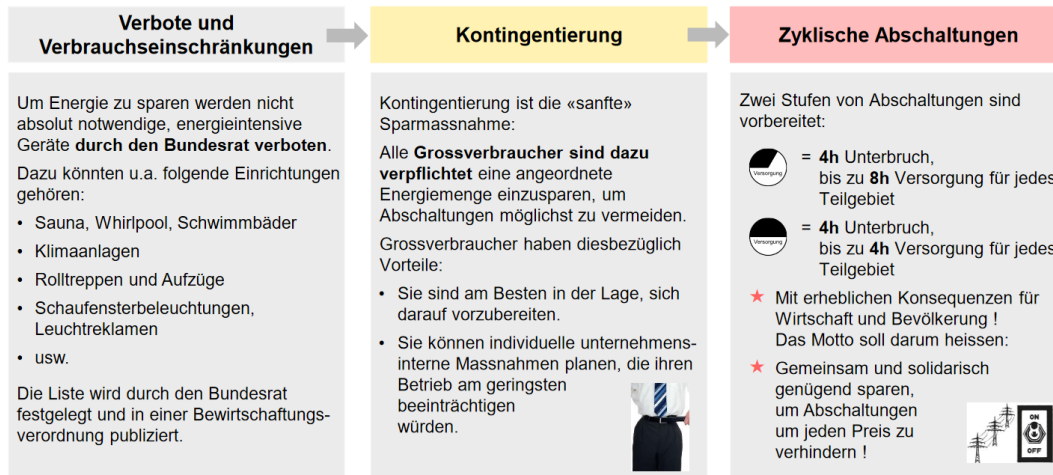 Verbote und
Verbrauchseinschränkungen
Um Energie zu sparen werden nicht
absolut notwendige, energieintensive
Geräte durch den Bundesrat verboten.
Dazu könnten u.a. folgende Einrichtungen
gehören:
• Sauna, Whirlpool, Schwimmbäder
• Klimaanlagen
• Rolltreppen und Aufzüge
• Schaufensterbeleuchtungen,
Leuchtreklamen
• usw.
Die Liste wird durch den Bundesrat
festgelegt und in einer Bewirtschaftungs-
verordnung publiziert.
Kontingentierung
Kontingentierung ist die «sanfte»
Sparmassnahme:
Alle Grossverbraucher sind dazu
verpflichtet eine angeordnete
Energiemenge einzusparen, um
Abschaltungen möglichst zu vermeiden.
Grossverbraucher haben diesbezüglich
Vorteile:
• Sie sind am Besten in der Lage, sich
darauf vorzubereiten.
• Sie können individuelle unternehmens-
interne Massnahmen planen, die ihren
Betrieb am geringsten
beeinträchtigen
würden.
Zyklische Abschaltungen
Zwei Stufen von Abschaltungen sind
vorbereitet:
Versorgung
= 4h Unterbruch,
bis zu 8h Versorgung für jedes
Teilgebiet
Versorgung
= 4h Unterbruch,
bis zu 4h Versorgung für jedes
Teilgebiet
★ Mit erheblichen Konsequenzen für
Wirtschaft und Bevölkerung !
Das Motto soll darum heissen:
★ Gemeinsam und solidarisch
genügend sparen,
um Abschaltungen
um jeden Preis zu
verhindern !
ON
OFF